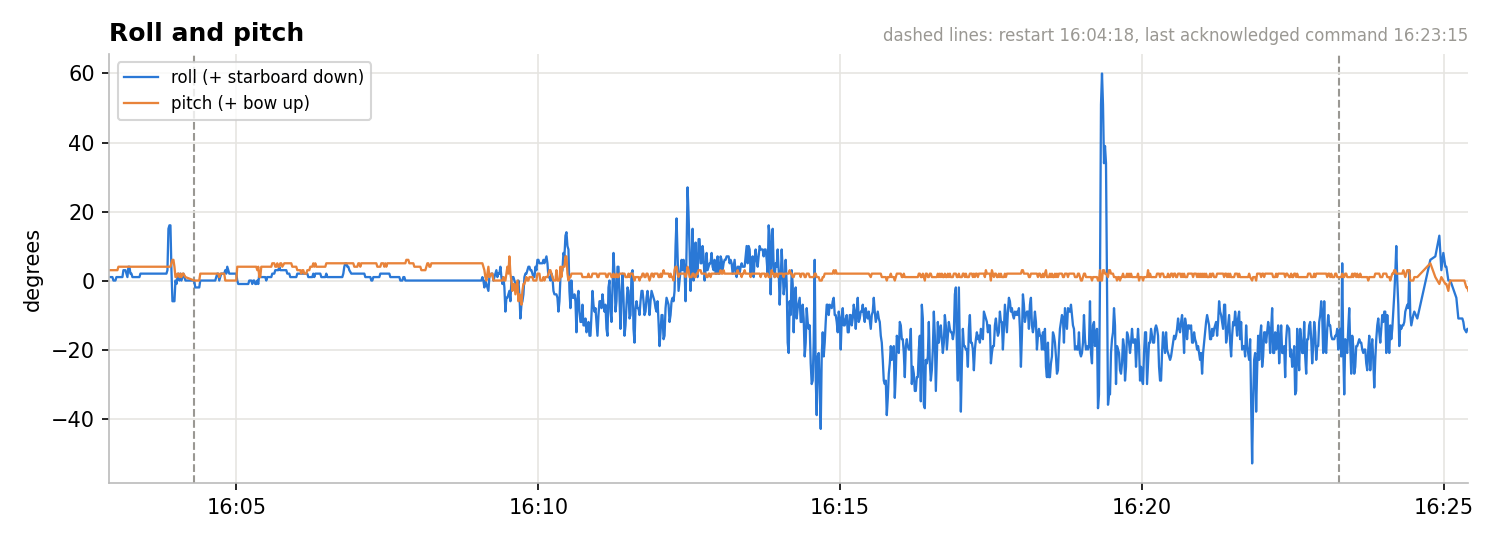 Roll and pitch
dashed lines: restart 16:04:18, last acknowledged command 16:23:15
roll (+ starboard down)
pitch (+ bow up)
degrees
60
40
20
0
−20
−40
16:05
16:10
16:15
16:20
16:25